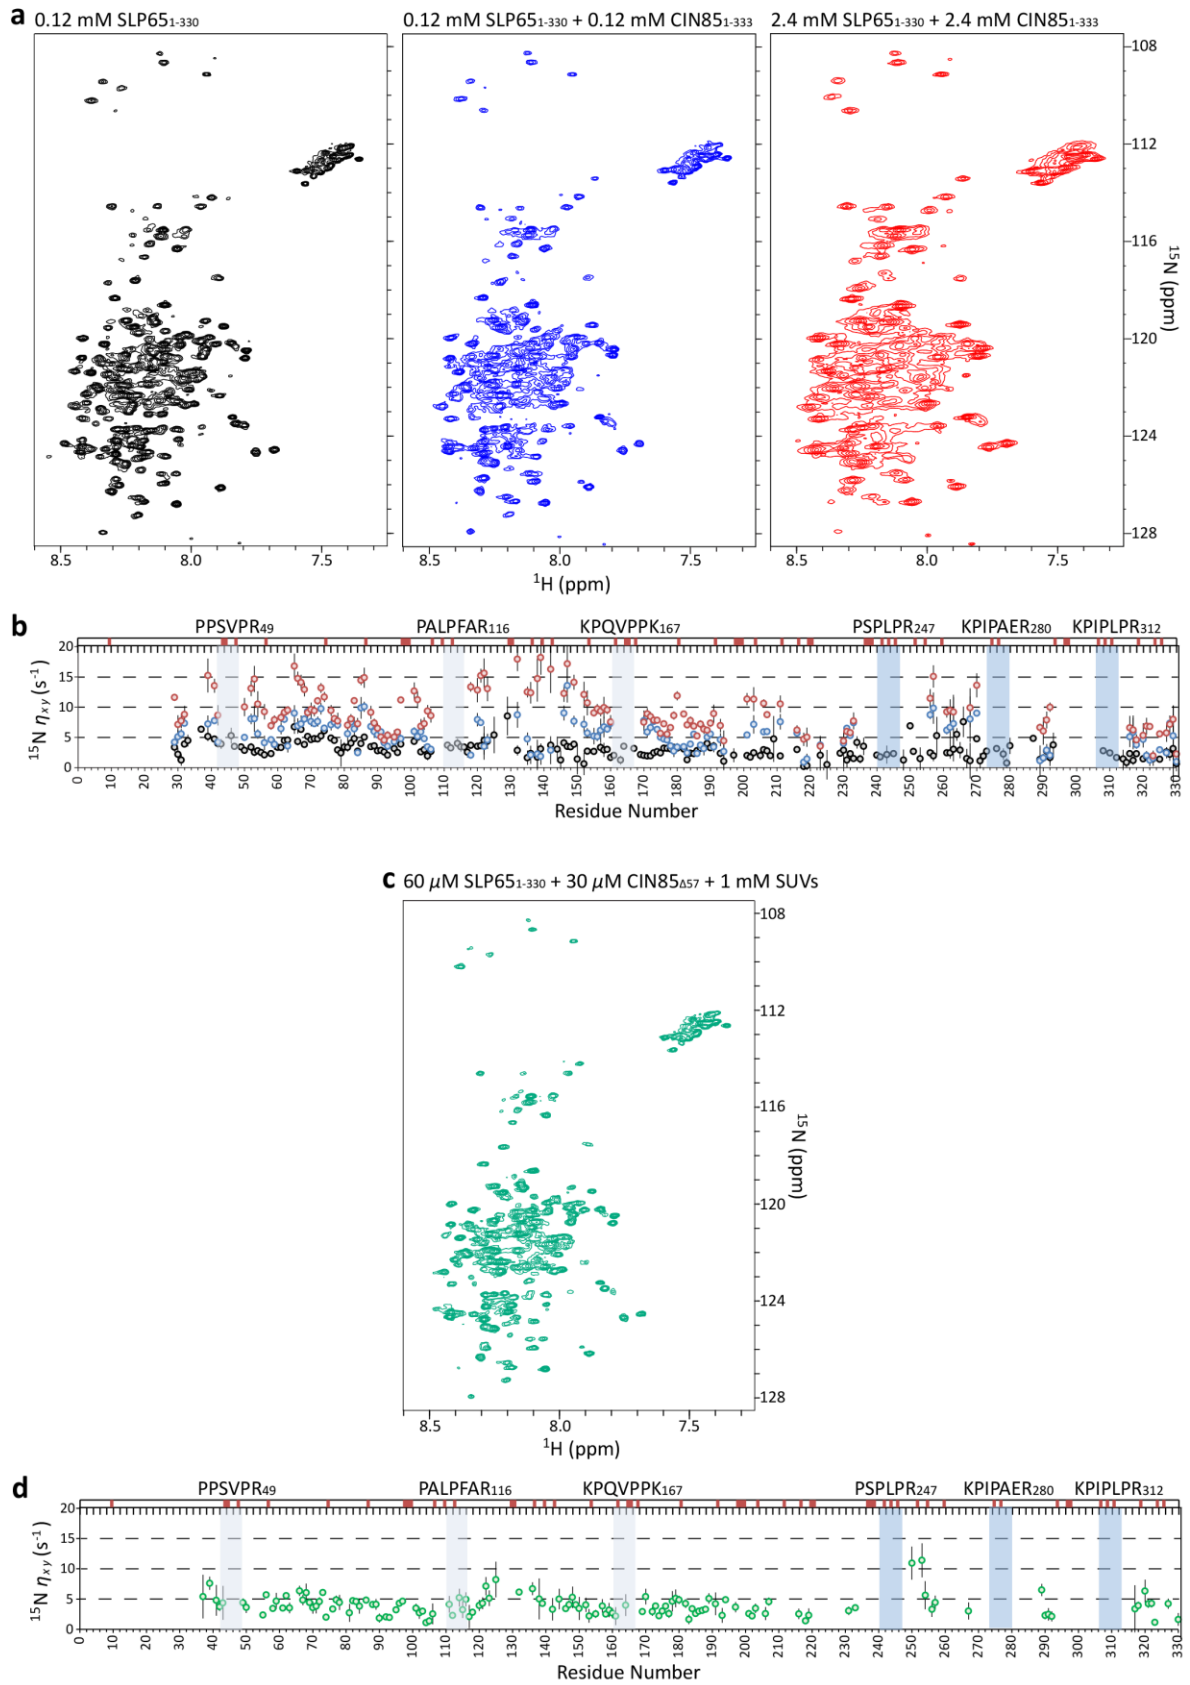 a
0.12 mM SLP65₁₋₃₃₀
0.12 mM SLP65₁₋₃₃₀ + 0.12 mM CIN85₁₋₃₃₃
2.4 mM SLP65₁₋₃₃₀ + 2.4 mM CIN85₁₋₃₃₃
108
112
116
120
124
128
¹⁵N (ppm)
8.5 8.0 7.5
8.5 8.0 7.5
8.5 8.0 7.5
¹H (ppm)
b
PPSVPR₄₉ PALPFAR₁₁₆ KPQVPPK₁₆₇ PSPLPR₂₄₇ KPIPAER₂₈₀ KPIPLPR₃₁₂
20
15
10
5
0
¹⁵N ηxy (s⁻¹)
0 10 20 30 40 50 60 70 80 90 100 110 120 130 140 150 160 170 180 190 200 210 220 230 240 250 260 270 280 290 300 310 320 330
Residue Number
c 60 μM SLP65₁₋₃₃₀ + 30 μM CIN85Δ₅₇ + 1 mM SUVs
108
112
116
120
124
128
¹⁵N (ppm)
8.5 8.0 7.5
¹H (ppm)
d
PPSVPR₄₉ PALPFAR₁₁₆ KPQVPPK₁₆₇ PSPLPR₂₄₇ KPIPAER₂₈₀ KPIPLPR₃₁₂
20
15
10
5
0
¹⁵N ηxy (s⁻¹)
0 10 20 30 40 50 60 70 80 90 100 110 120 130 140 150 160 170 180 190 200 210 220 230 240 250 260 270 280 290 300 310 320 330
Residue Number